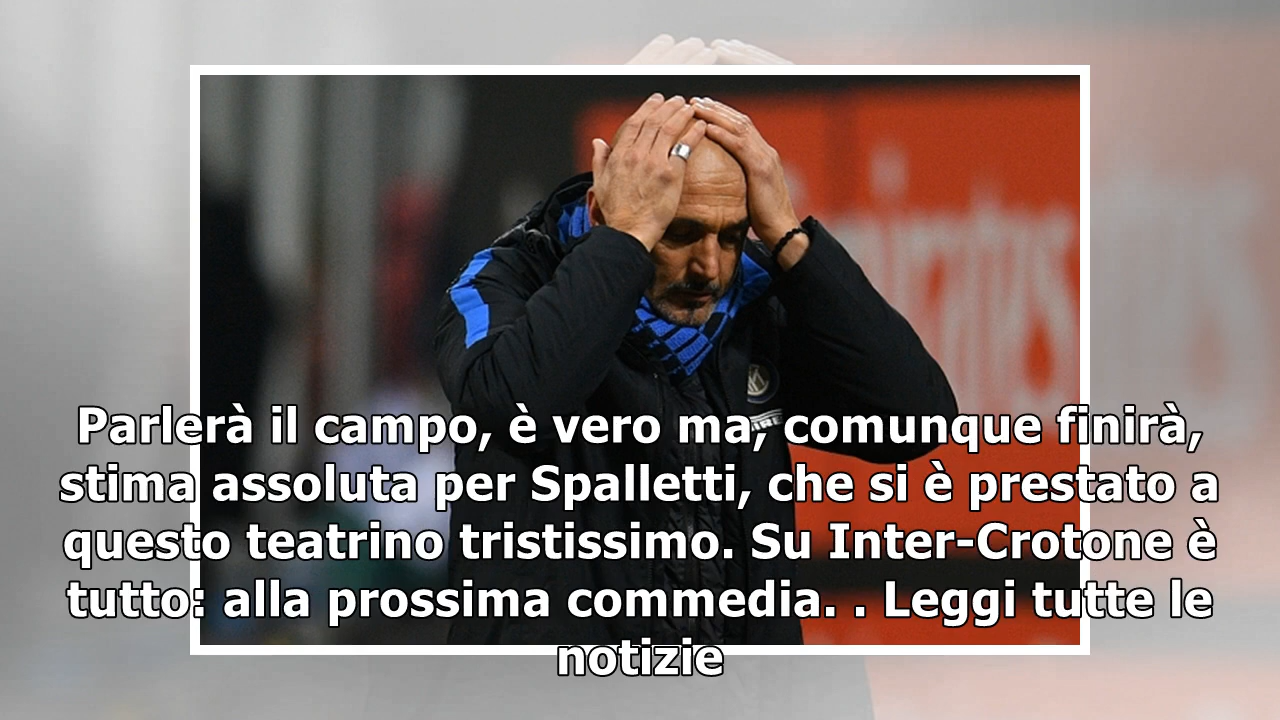 Emirates
Parlerà il campo, è vero ma, comunque finirà,
stima assoluta per Spalletti, che si è prestato a
questo teatrino tristissimo. Su Inter-Crotone è
tutto: alla prossima commedia. . Leggi tutte le
notizie